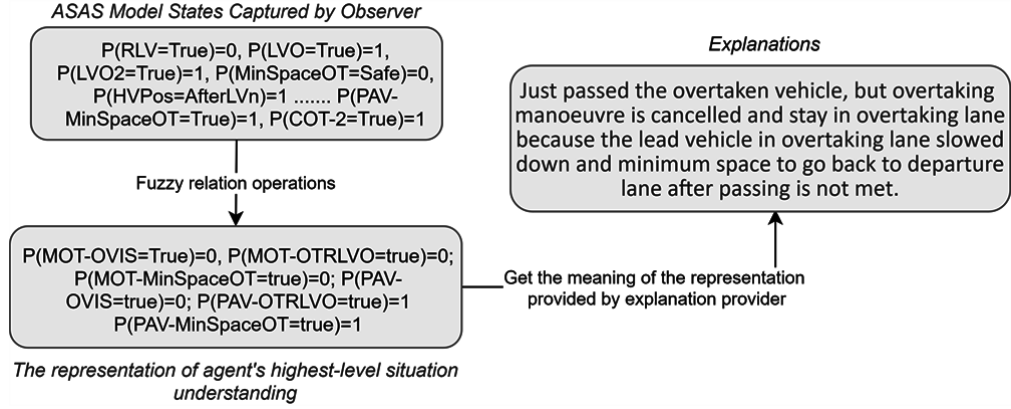 ASAS Model States Captured by Observer
P(RLV=True)=0, P(LVO=True)=1,
P(LVO2=True)=1, P(MinSpaceOT=Safe)=0,
P(HVPos=AfterLVn)=1 ....... P(PAV-
MinSpaceOT=True)=1, P(COT-2=True)=1
Fuzzy relation operations
P(MOT-OVIS=True)=0, P(MOT-OTRLVO=true)=0;
P(MOT-MinSpaceOT=true)=0; P(PAV-
OVIS=true)=0; P(PAV-OTRLVO=true)=1
P(PAV-MinSpaceOT=true)=1
The representation of agent's highest-level situation
understanding
Get the meaning of the representation
provided by explanation provider
Explanations
Just passed the overtaken vehicle, but overtaking
manoeuvre is cancelled and stay in overtaking lane
because the lead vehicle in overtaking lane slowed
down and minimum space to go back to departure
lane after passing is not met.